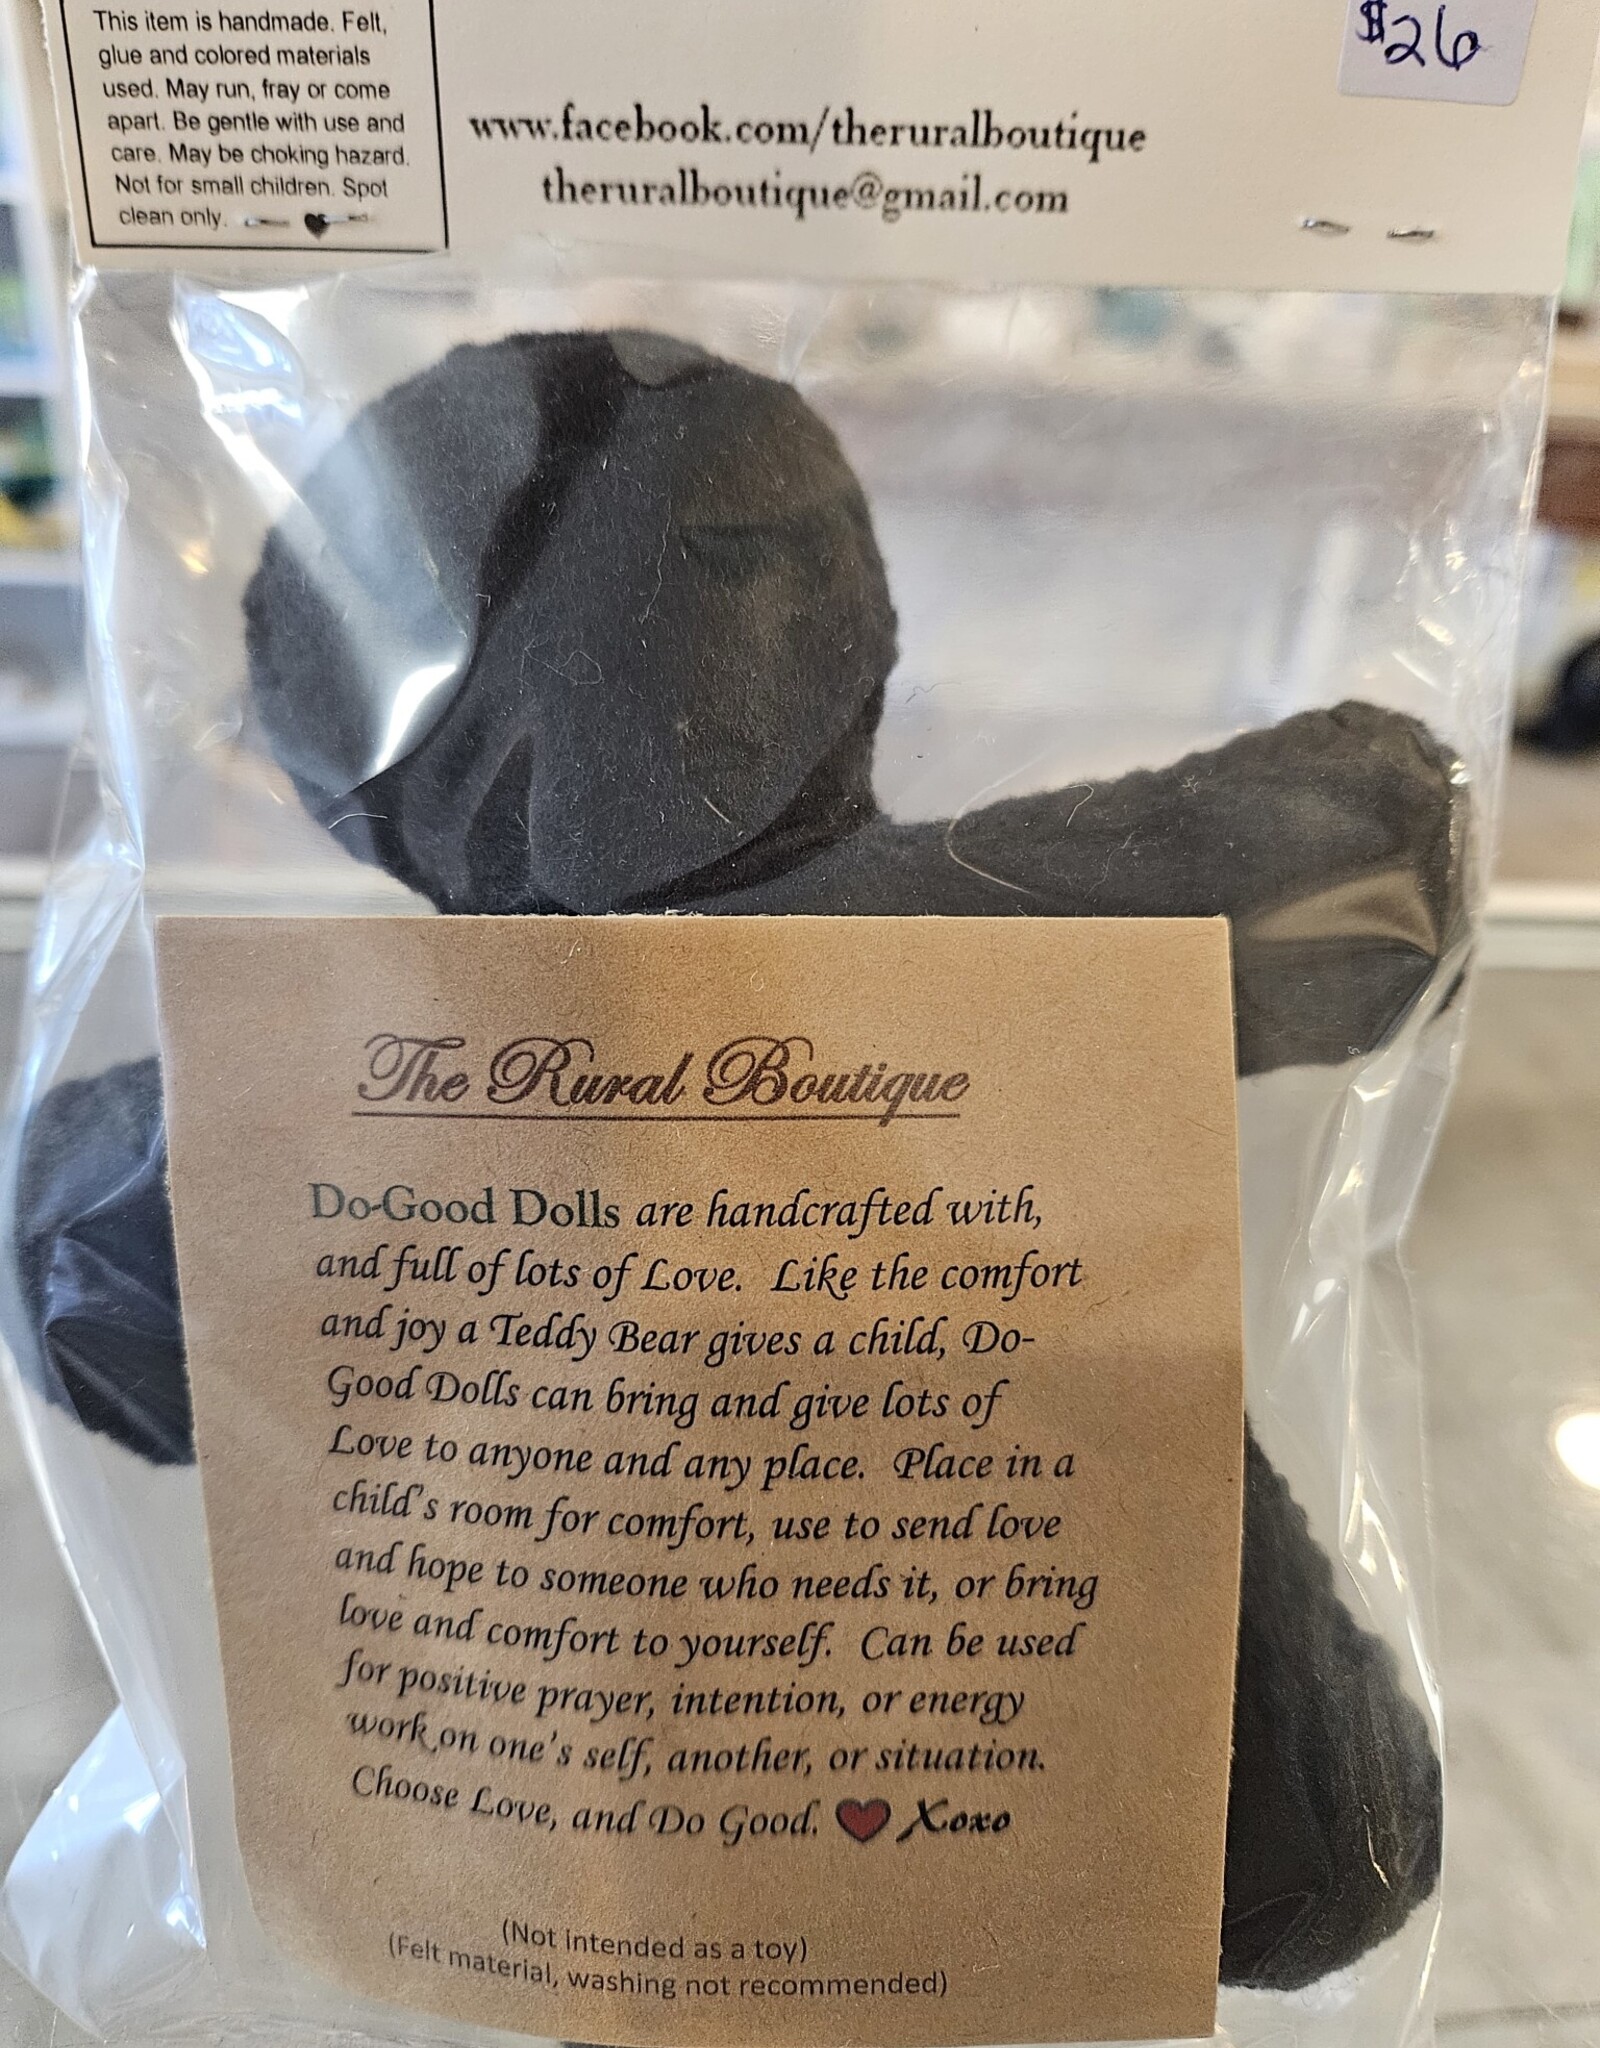 This item is handmade. Felt,
glue and colored materials
used. May run, fray or come
apart. Be gentle with use and
care. May be choking hazard.
Not for small children. Spot
clean only.
$26
www.facebook.com/theruralboutique
theruralboutique@gmail.com
The Rural Boutique
Do-Good Dolls are handcrafted with,
and full of lots of Love. Like the comfort
and joy a Teddy Bear gives a child, Do-
Good Dolls can bring and give lots of
Love to anyone and any place. Place in a
child's room for comfort, use to send love
and hope to someone who needs it, or bring
love and comfort to yourself. Can be used
for positive prayer, intention, or energy
work on one's self, another, or situation.
Choose Love, and Do Good. ❤ Xoxo
(Not intended as a toy)
(Felt material, washing not recommended)